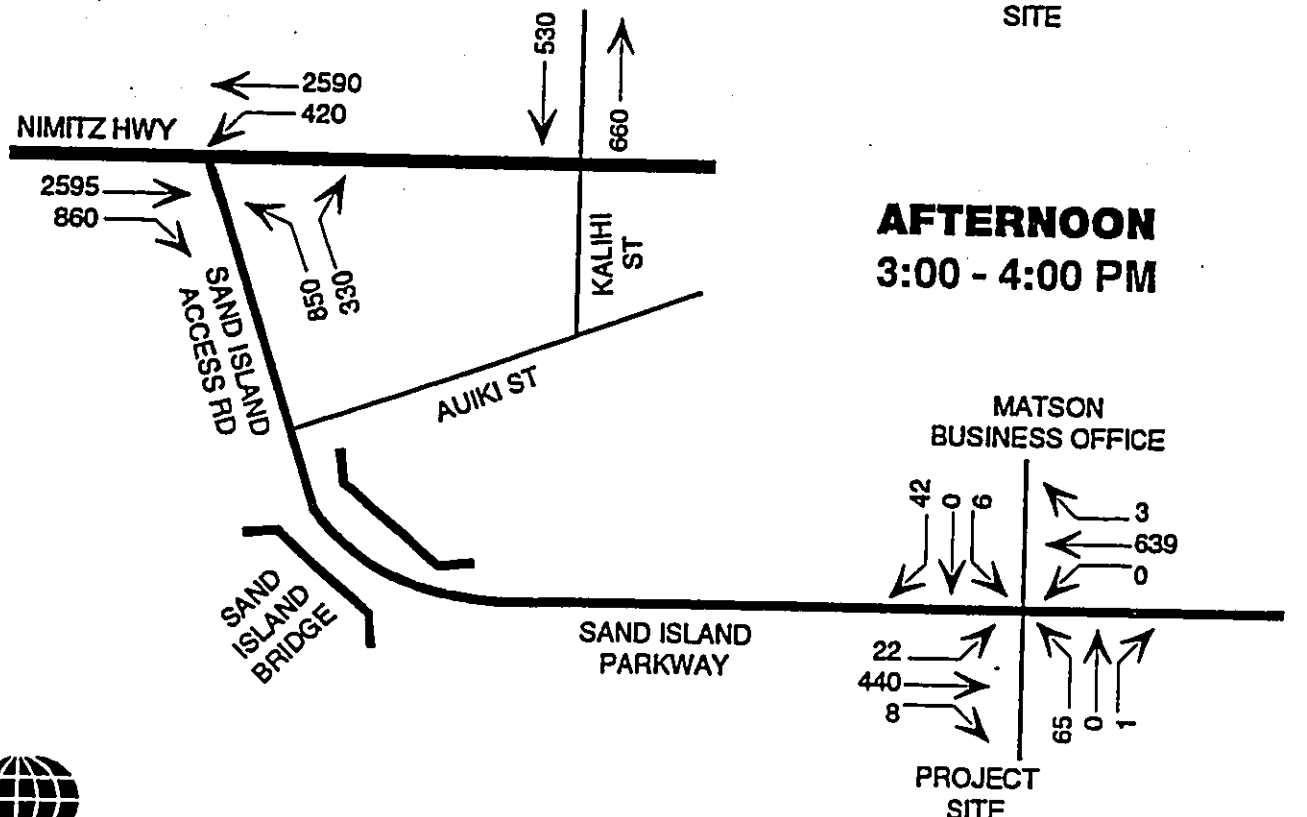 SITE
530
660
2590
420
NIMITZ HWY
2595
860
850
330
KALIHI
ST
SAND ISLAND
ACCESS RD
AFTERNOON
3:00 - 4:00 PM
AUIKI ST
MATSON
BUSINESS OFFICE
42
0
6
3
639
0
SAND
ISLAND
BRIDGE
SAND ISLAND
PARKWAY
22
440
8
65
0
1
PROJECT
SITE